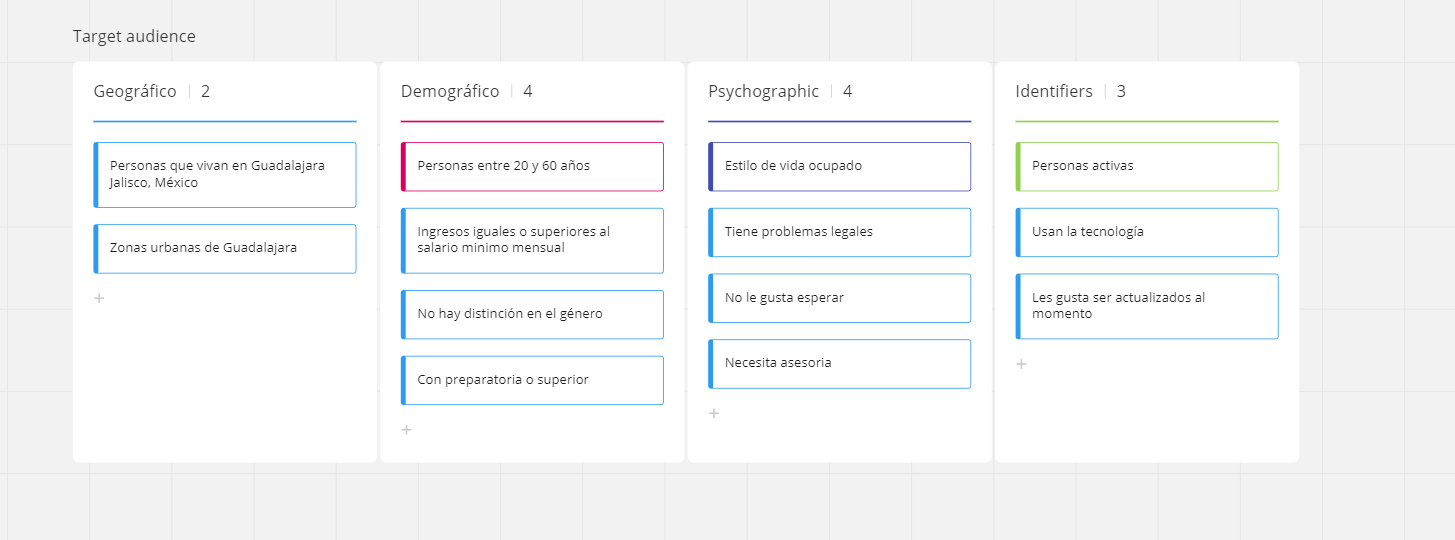 Target audience
Geográfico | 2
Personas que vivan en Guadalajara
Jalisco, México
Zonas urbanas de Guadalajara
+
Demográfico | 4
Personas entre 20 y 60 años
Ingresos iguales o superiores al
salario minimo mensual
No hay distinción en el género
Con preparatoria o superior
+
Psychographic | 4
Estilo de vida ocupado
Tiene problemas legales
No le gusta esperar
Necesita asesoria
+
Identifiers | 3
Personas activas
Usan la tecnología
Les gusta ser actualizados al
momento
+